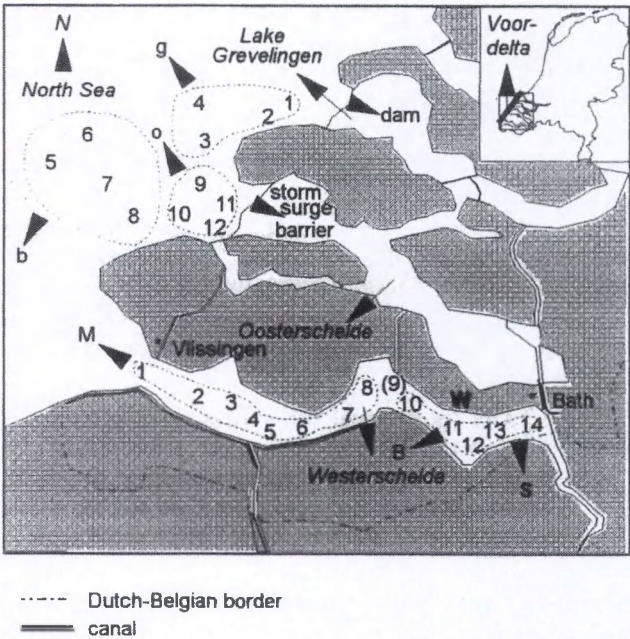 N
North Sea
g
Lake
Grevelingen
Voor-
delta
4
1
2
3
dam
o
6
5
7
8
b
9
10
11
12
storm
surge
barrier
Oosterschelde
M
Vlissingen
1
2
3
4
5
6
7
8
(9)
10
W
11
12
13
14
Bath
B
Westerschelde
S
Dutch-Belgian border
canal